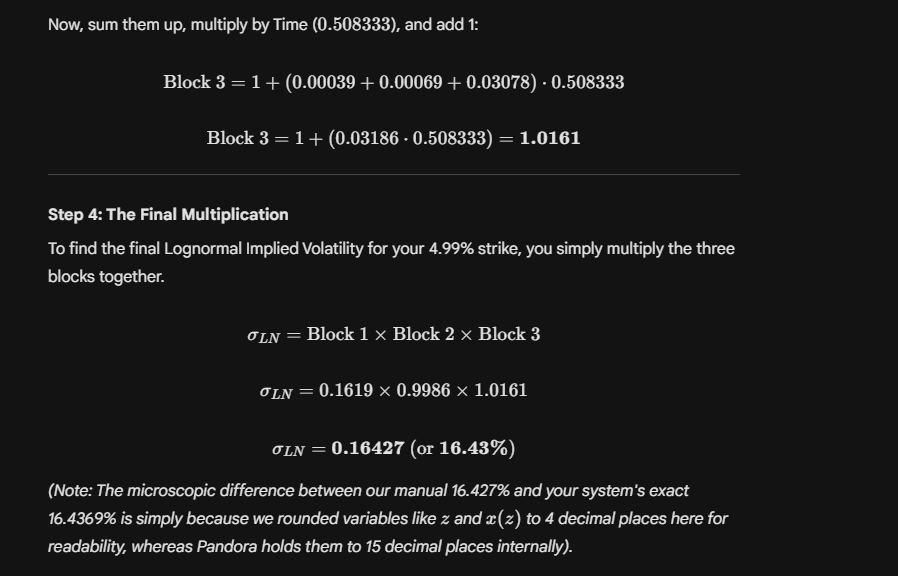 Now, sum them up, multiply by Time (0.508333), and add 1:
Block 3 = 1 + (0.00039 + 0.00069 + 0.03078) · 0.508333
Block 3 = 1 + (0.03186 · 0.508333) = 1.0161
Step 4: The Final Multiplication
To find the final Lognormal Implied Volatility for your 4.99% strike, you simply multiply the three
blocks together.
σLN = Block 1 × Block 2 × Block 3
σLN = 0.1619 × 0.9986 × 1.0161
σLN = 0.16427 (or 16.43%)
(Note: The microscopic difference between our manual 16.427% and your system's exact
16.4369% is simply because we rounded variables like z and x(z) to 4 decimal places here for
readability, whereas Pandora holds them to 15 decimal places internally).